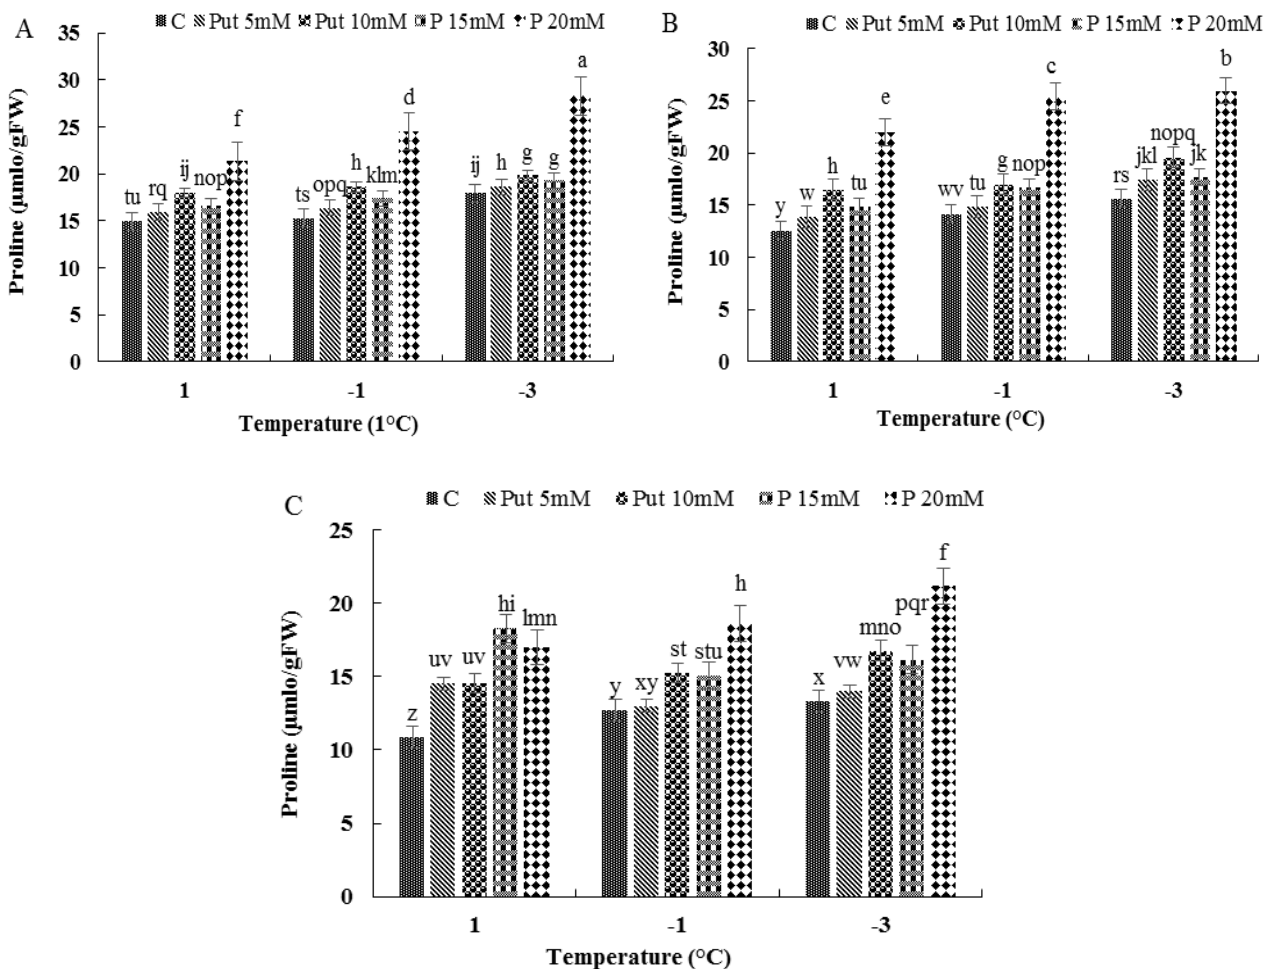 A
C Put 5mM Put 10mM P 15mM P 20mM
35
30
25
20
15
10
5
0
Proline (µmlo/gFW)
tu rq ij nop f
ts opq h klm d
ij h g g a
1 -1 -3
Temperature (1°C)
B
C Put 5mM Put 10mM P 15mM P 20mM
30
25
20
15
10
5
0
Proline (µmlo/gFW)
y w h tu e
wv tu g nop c
rs jkl nopq jk b
1 -1 -3
Temperature (°C)
C
C Put 5mM Put 10mM P 15mM P 20mM
25
20
15
10
5
0
Proline (µmlo/gFW)
z uv uv hi lmn
y xy st stu h
x vw mno pqr f
1 -1 -3
Temperature (°C)